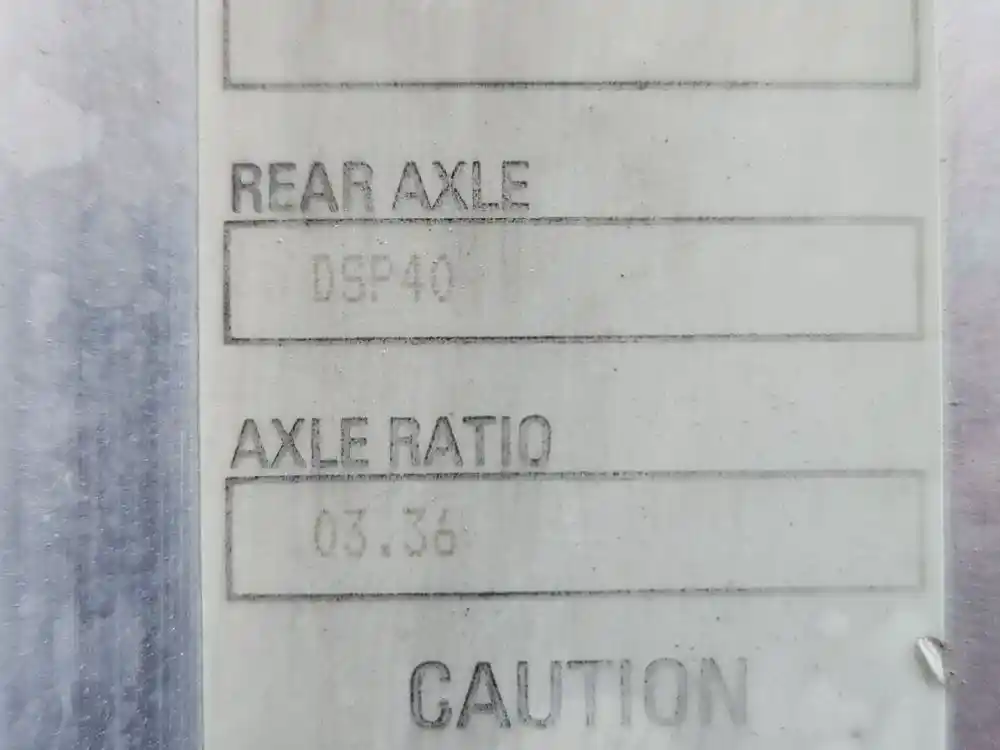 REAR AXLE
DSP40
AXLE RATIO
03.36
CAUTION